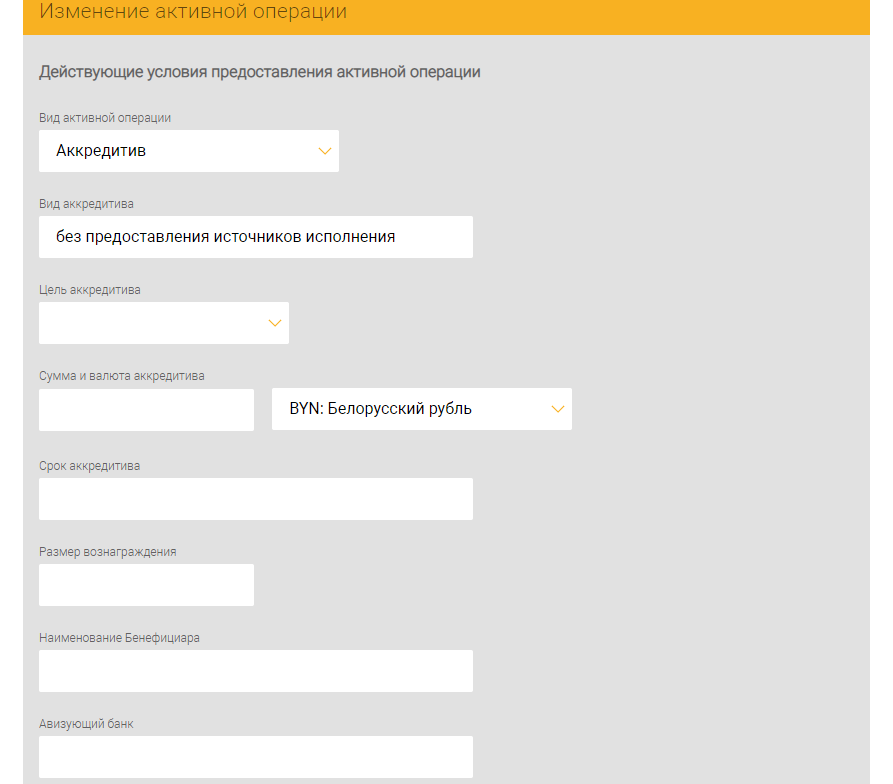 Изменение активной операции
Действующие условия предоставления активной операции
Вид активной операции
Аккредитив
Вид аккредитива
без предоставления источников исполнения
Цель аккредитива
Сумма и валюта аккредитива
BYN: Белорусский рубль
Срок аккредитива
Размер вознаграждения
Наименование Бенефициара
Авизующий банк